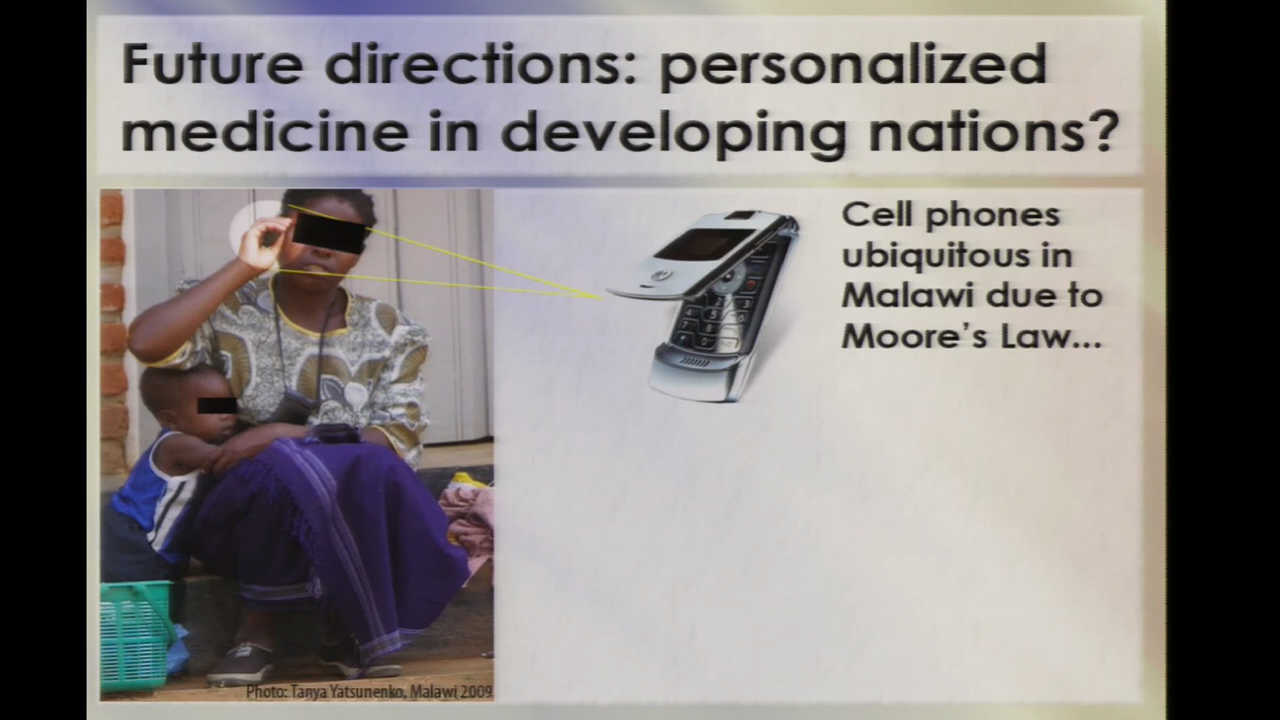 Future directions: personalized
medicine in developing nations?
Cell phones
ubiquitous in
Malawi due to
Moore's Law...
Photo: Tanya Yatsunenko, Malawi 2009